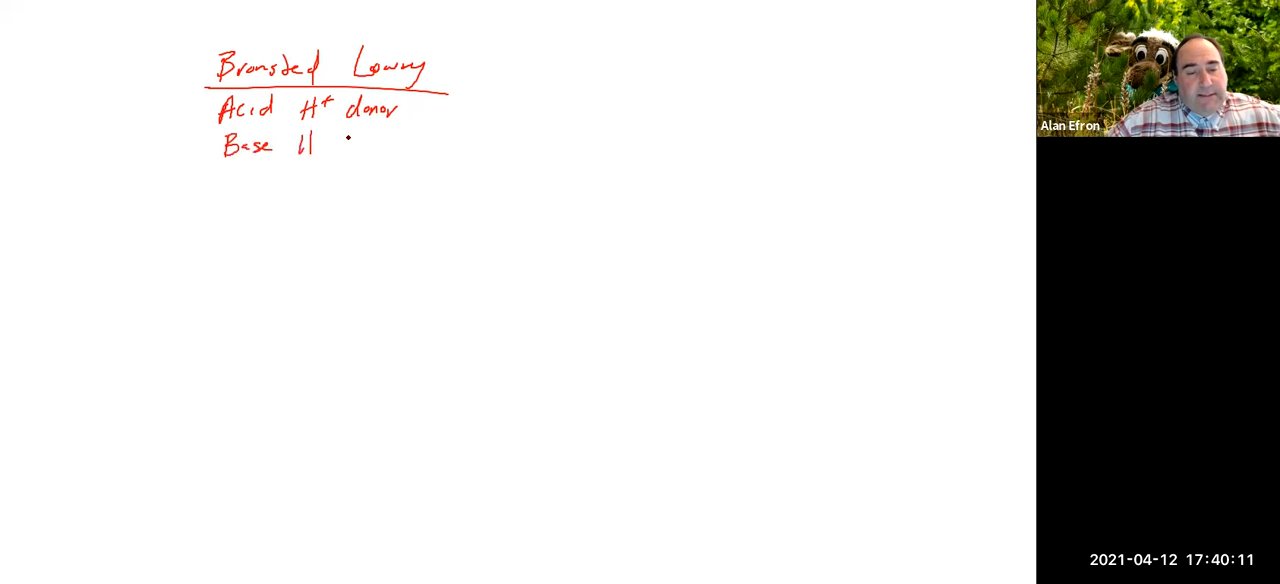 Bronsted Lowry
Acid H+ donor
Base
Alan Efron
2021-04-12 17:40:11